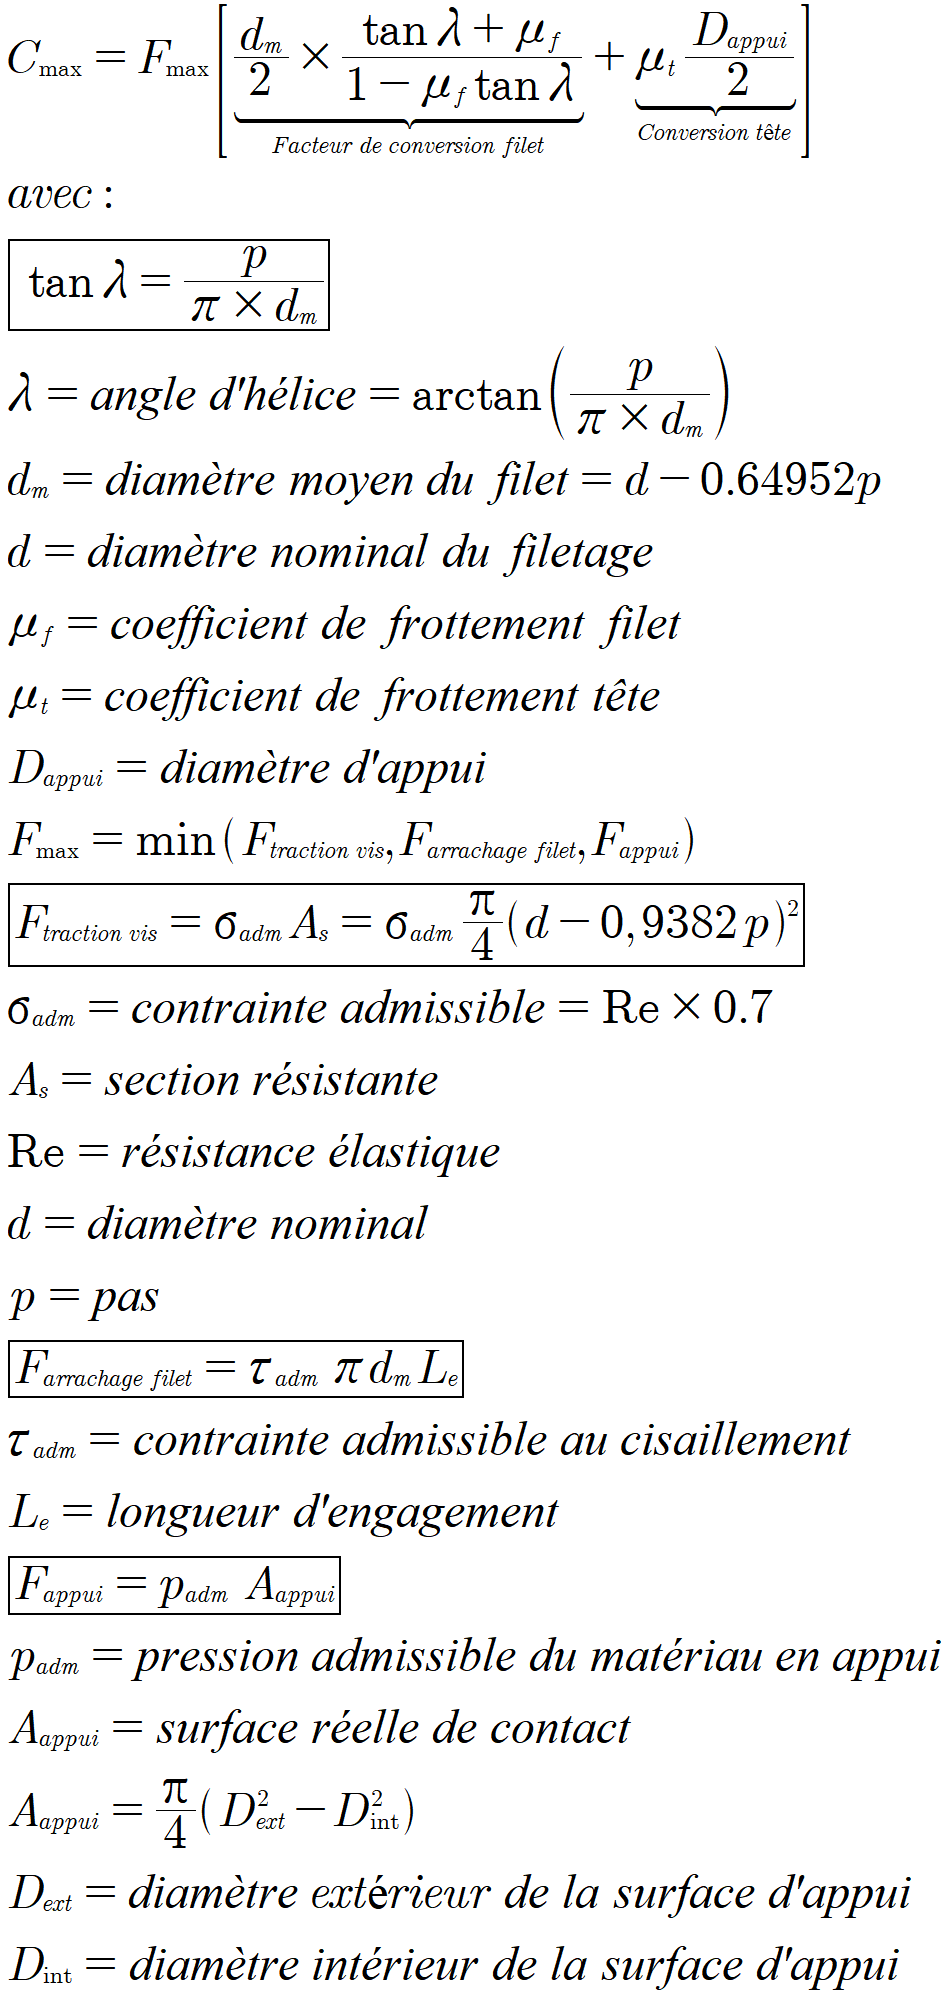 C_max = F_max [ d_m/2 × (tan λ + μ_f)/(1 − μ_f tan λ) + μ_t D_appui/2 ]
Facteur de conversion filet Conversion tête
avec :
tan λ = p/(π × d_m)
λ = angle d'hélice = arctan( p/(π × d_m) )
d_m = diamètre moyen du filet = d − 0.64952p
d = diamètre nominal du filetage
μ_f = coefficient de frottement filet
μ_t = coefficient de frottement tête
D_appui = diamètre d'appui
F_max = min( F_traction vis, F_arrachage filet, F_appui )
F_traction vis = σ_adm A_s = σ_adm π/4 (d − 0,9382 p)²
σ_adm = contrainte admissible = Re × 0.7
A_s = section résistante
Re = résistance élastique
d = diamètre nominal
p = pas
F_arrachage filet = τ_adm π d_m L_e
τ_adm = contrainte admissible au cisaillement
L_e = longueur d'engagement
F_appui = p_adm A_appui
p_adm = pression admissible du matériau en appui
A_appui = surface réelle de contact
A_appui = π/4 ( D²_ext − D²_int )
D_ext = diamètre extérieur de la surface d'appui
D_int = diamètre intérieur de la surface d'appui